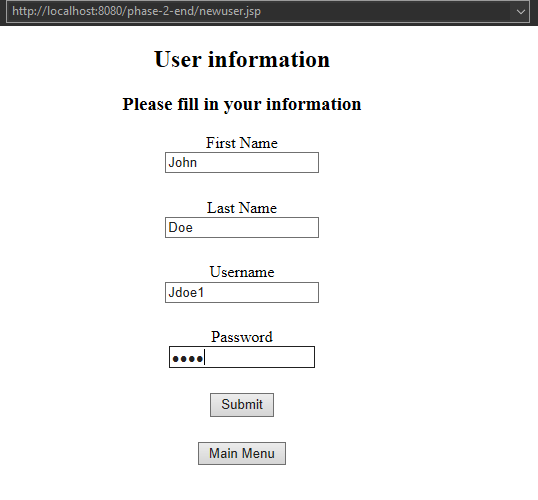 http://localhost:8080/phase-2-end/newuser.jsp
User information
Please fill in your information
First Name
John
Last Name
Doe
Username
Jdoe1
Password
••••
Submit
Main Menu